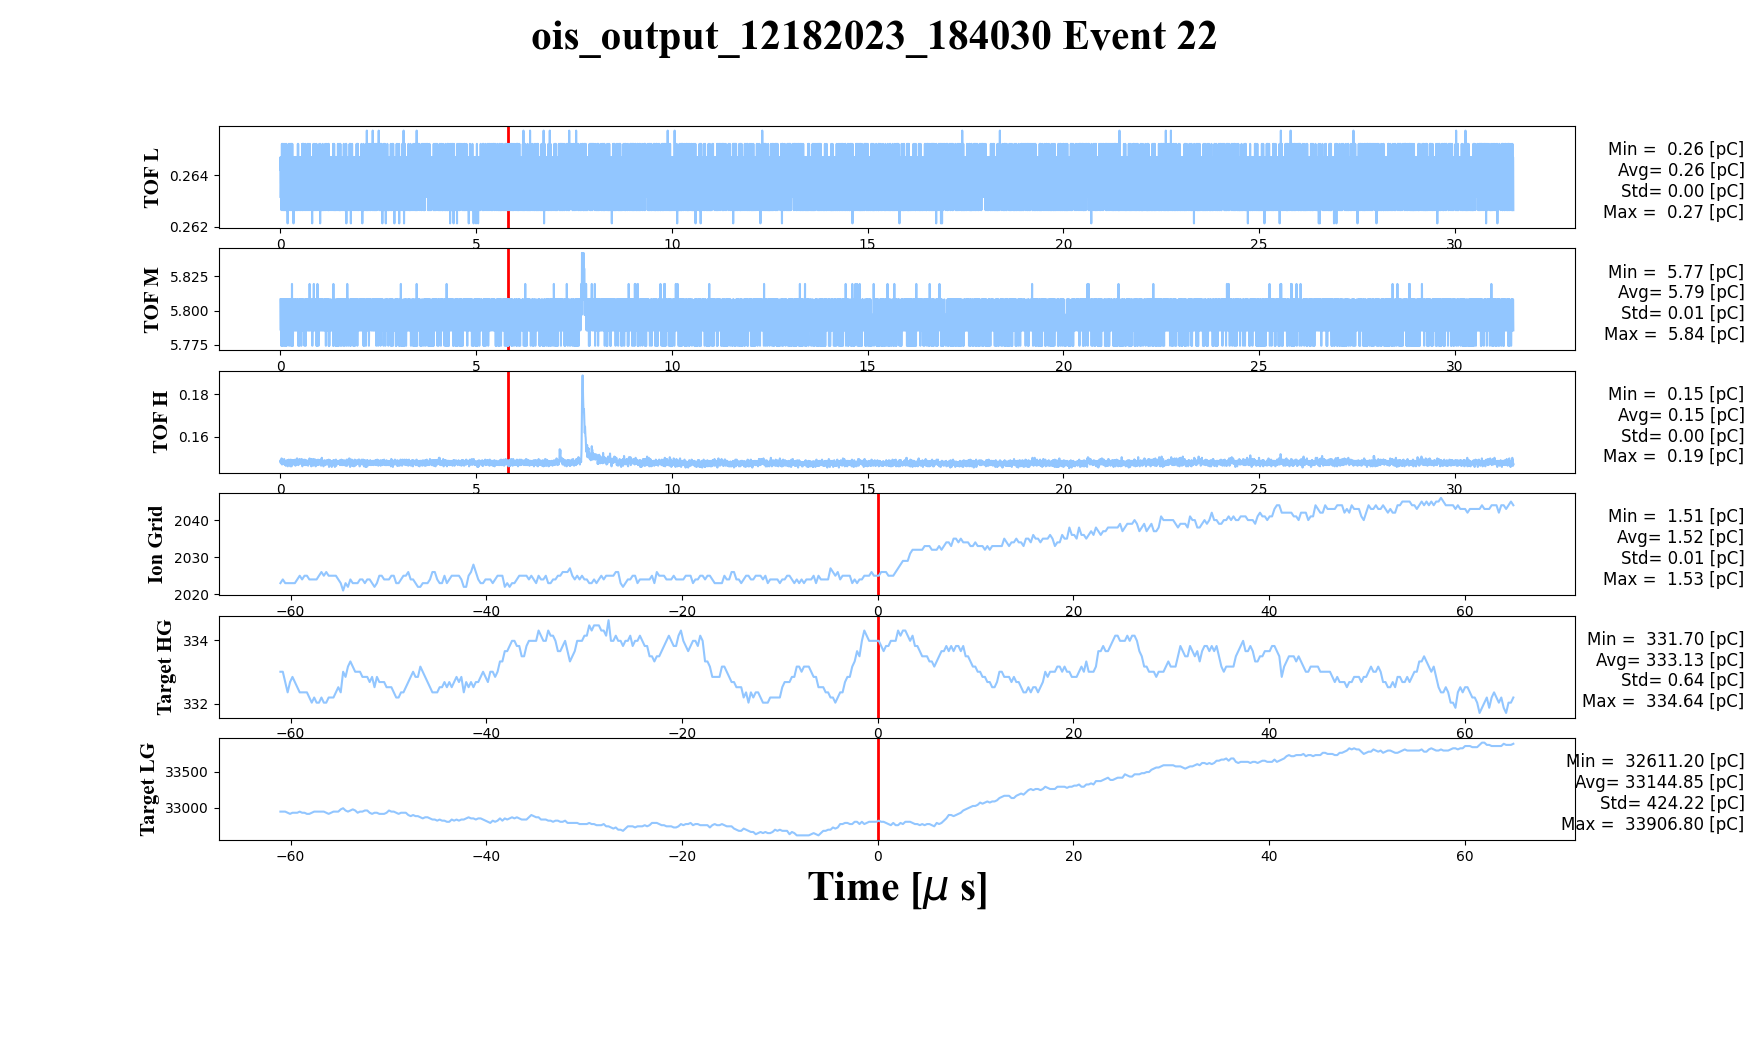 ois_output_12182023_184030 Event 22
TOF L
0.264
0.262
0 5 10 15 20 25 30
Min = 0.26 [pC]
Avg= 0.26 [pC]
Std= 0.00 [pC]
Max = 0.27 [pC]
TOF M
5.825
5.800
5.775
0 5 10 15 20 25 30
Min = 5.77 [pC]
Avg= 5.79 [pC]
Std= 0.01 [pC]
Max = 5.84 [pC]
TOF H
0.18
0.16
0 5 10 15 20 25 30
Min = 0.15 [pC]
Avg= 0.15 [pC]
Std= 0.00 [pC]
Max = 0.19 [pC]
Ion Grid
2040
2030
2020
−60 −40 −20 0 20 40 60
Min = 1.51 [pC]
Avg= 1.52 [pC]
Std= 0.01 [pC]
Max = 1.53 [pC]
Target HG
334
332
−60 −40 −20 0 20 40 60
Min = 331.70 [pC]
Avg= 333.13 [pC]
Std= 0.64 [pC]
Max = 334.64 [pC]
Target LG
33500
33000
−60 −40 −20 0 20 40 60
Min = 32611.20 [pC]
Avg= 33144.85 [pC]
Std= 424.22 [pC]
Max = 33906.80 [pC]
Time [μ s]